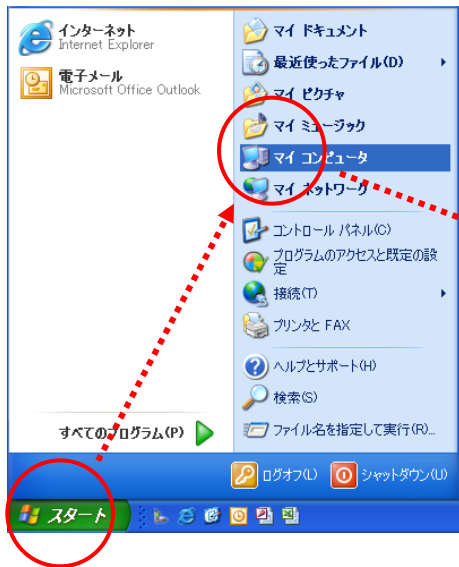 インターネット
Internet Explorer
電子メール
Microsoft Office Outlook
すべてのプログラム(P)
マイ ドキュメント
最近使ったファイル(D)
マイ ピクチャ
マイ ミュージック
マイ コンピュータ
マイ ネットワーク
コントロール パネル(C)
プログラムのアクセスと既定の設
定
接続(T)
プリンタと FAX
ヘルプとサポート(H)
検索(S)
ファイル名を指定して実行(R)...
ログオフ(L)
シャットダウン(U)
スタート